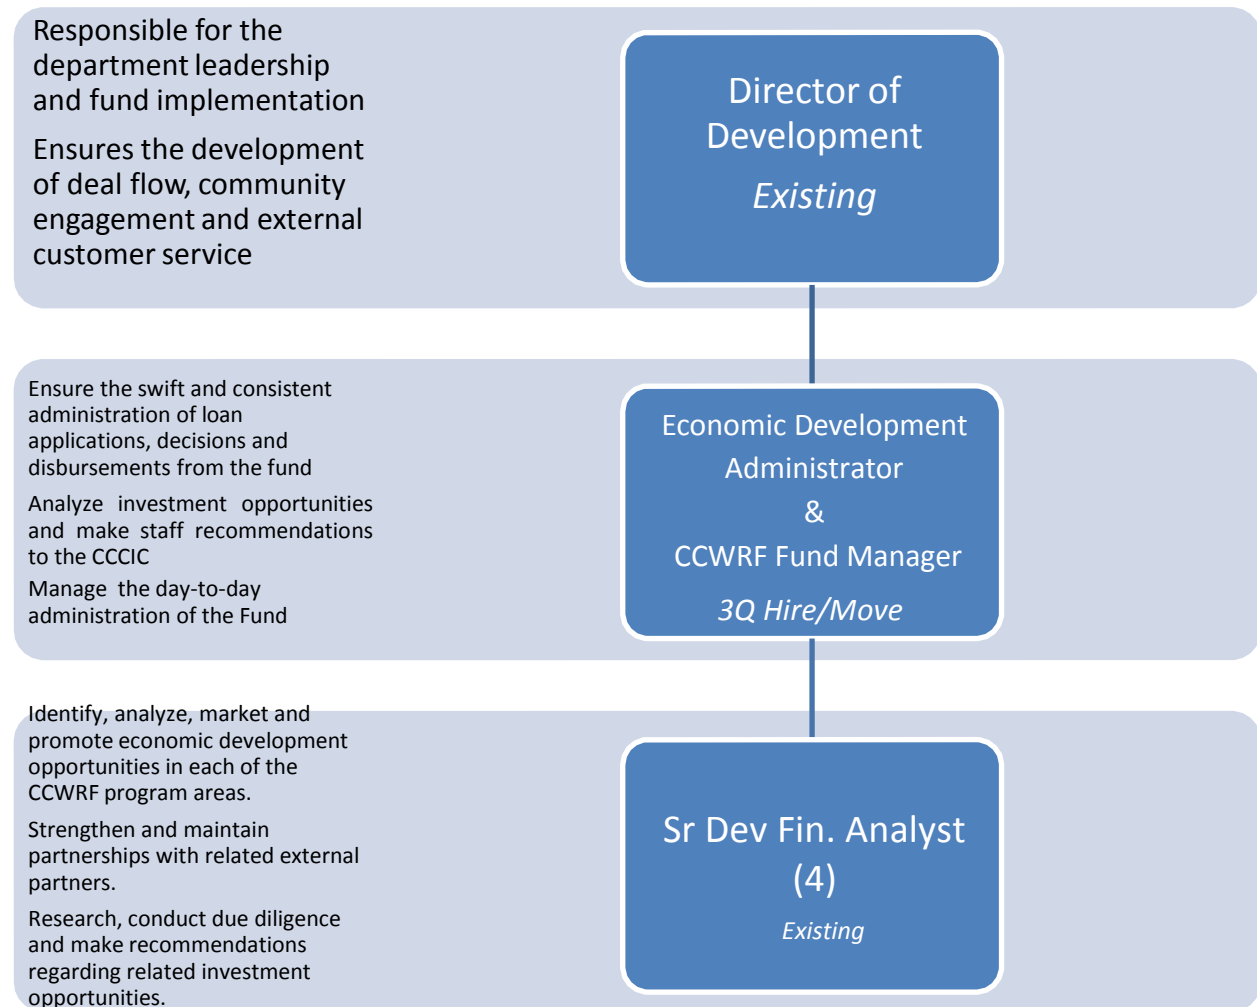 Responsible for the
department leadership
and fund implementation
Ensures the development
of deal flow, community
engagement and external
customer service
Director of
Development
Existing
Ensure the swift and consistent
administration of loan
applications, decisions and
disbursements from the fund
Analyze investment opportunities
and make staff recommendations
to the CCCIC
Manage the day-to-day
administration of the Fund
Economic Development
Administrator
&
CCWRF Fund Manager
3Q Hire/Move
Identify, analyze, market and
promote economic development
opportunities in each of the
CCWRF program areas.
Strengthen and maintain
partnerships with related external
partners.
Research, conduct due diligence
and make recommendations
regarding related investment
opportunities.
Sr Dev Fin. Analyst
(4)
Existing